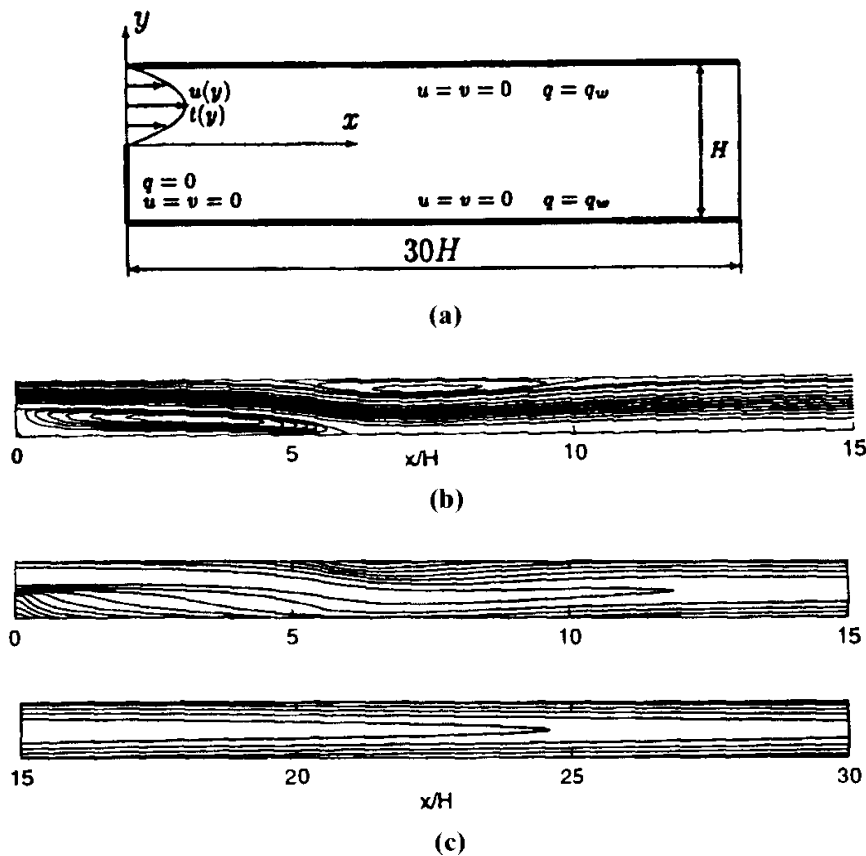 y
u(y)
t(y)
x
u = v = 0 q = q_w
H
q = 0
u = v = 0
u = v = 0 q = q_w
30H
(a)
0 5 10 15
x/H
(b)
0 5 10 15
15 20 25 30
x/H
(c)